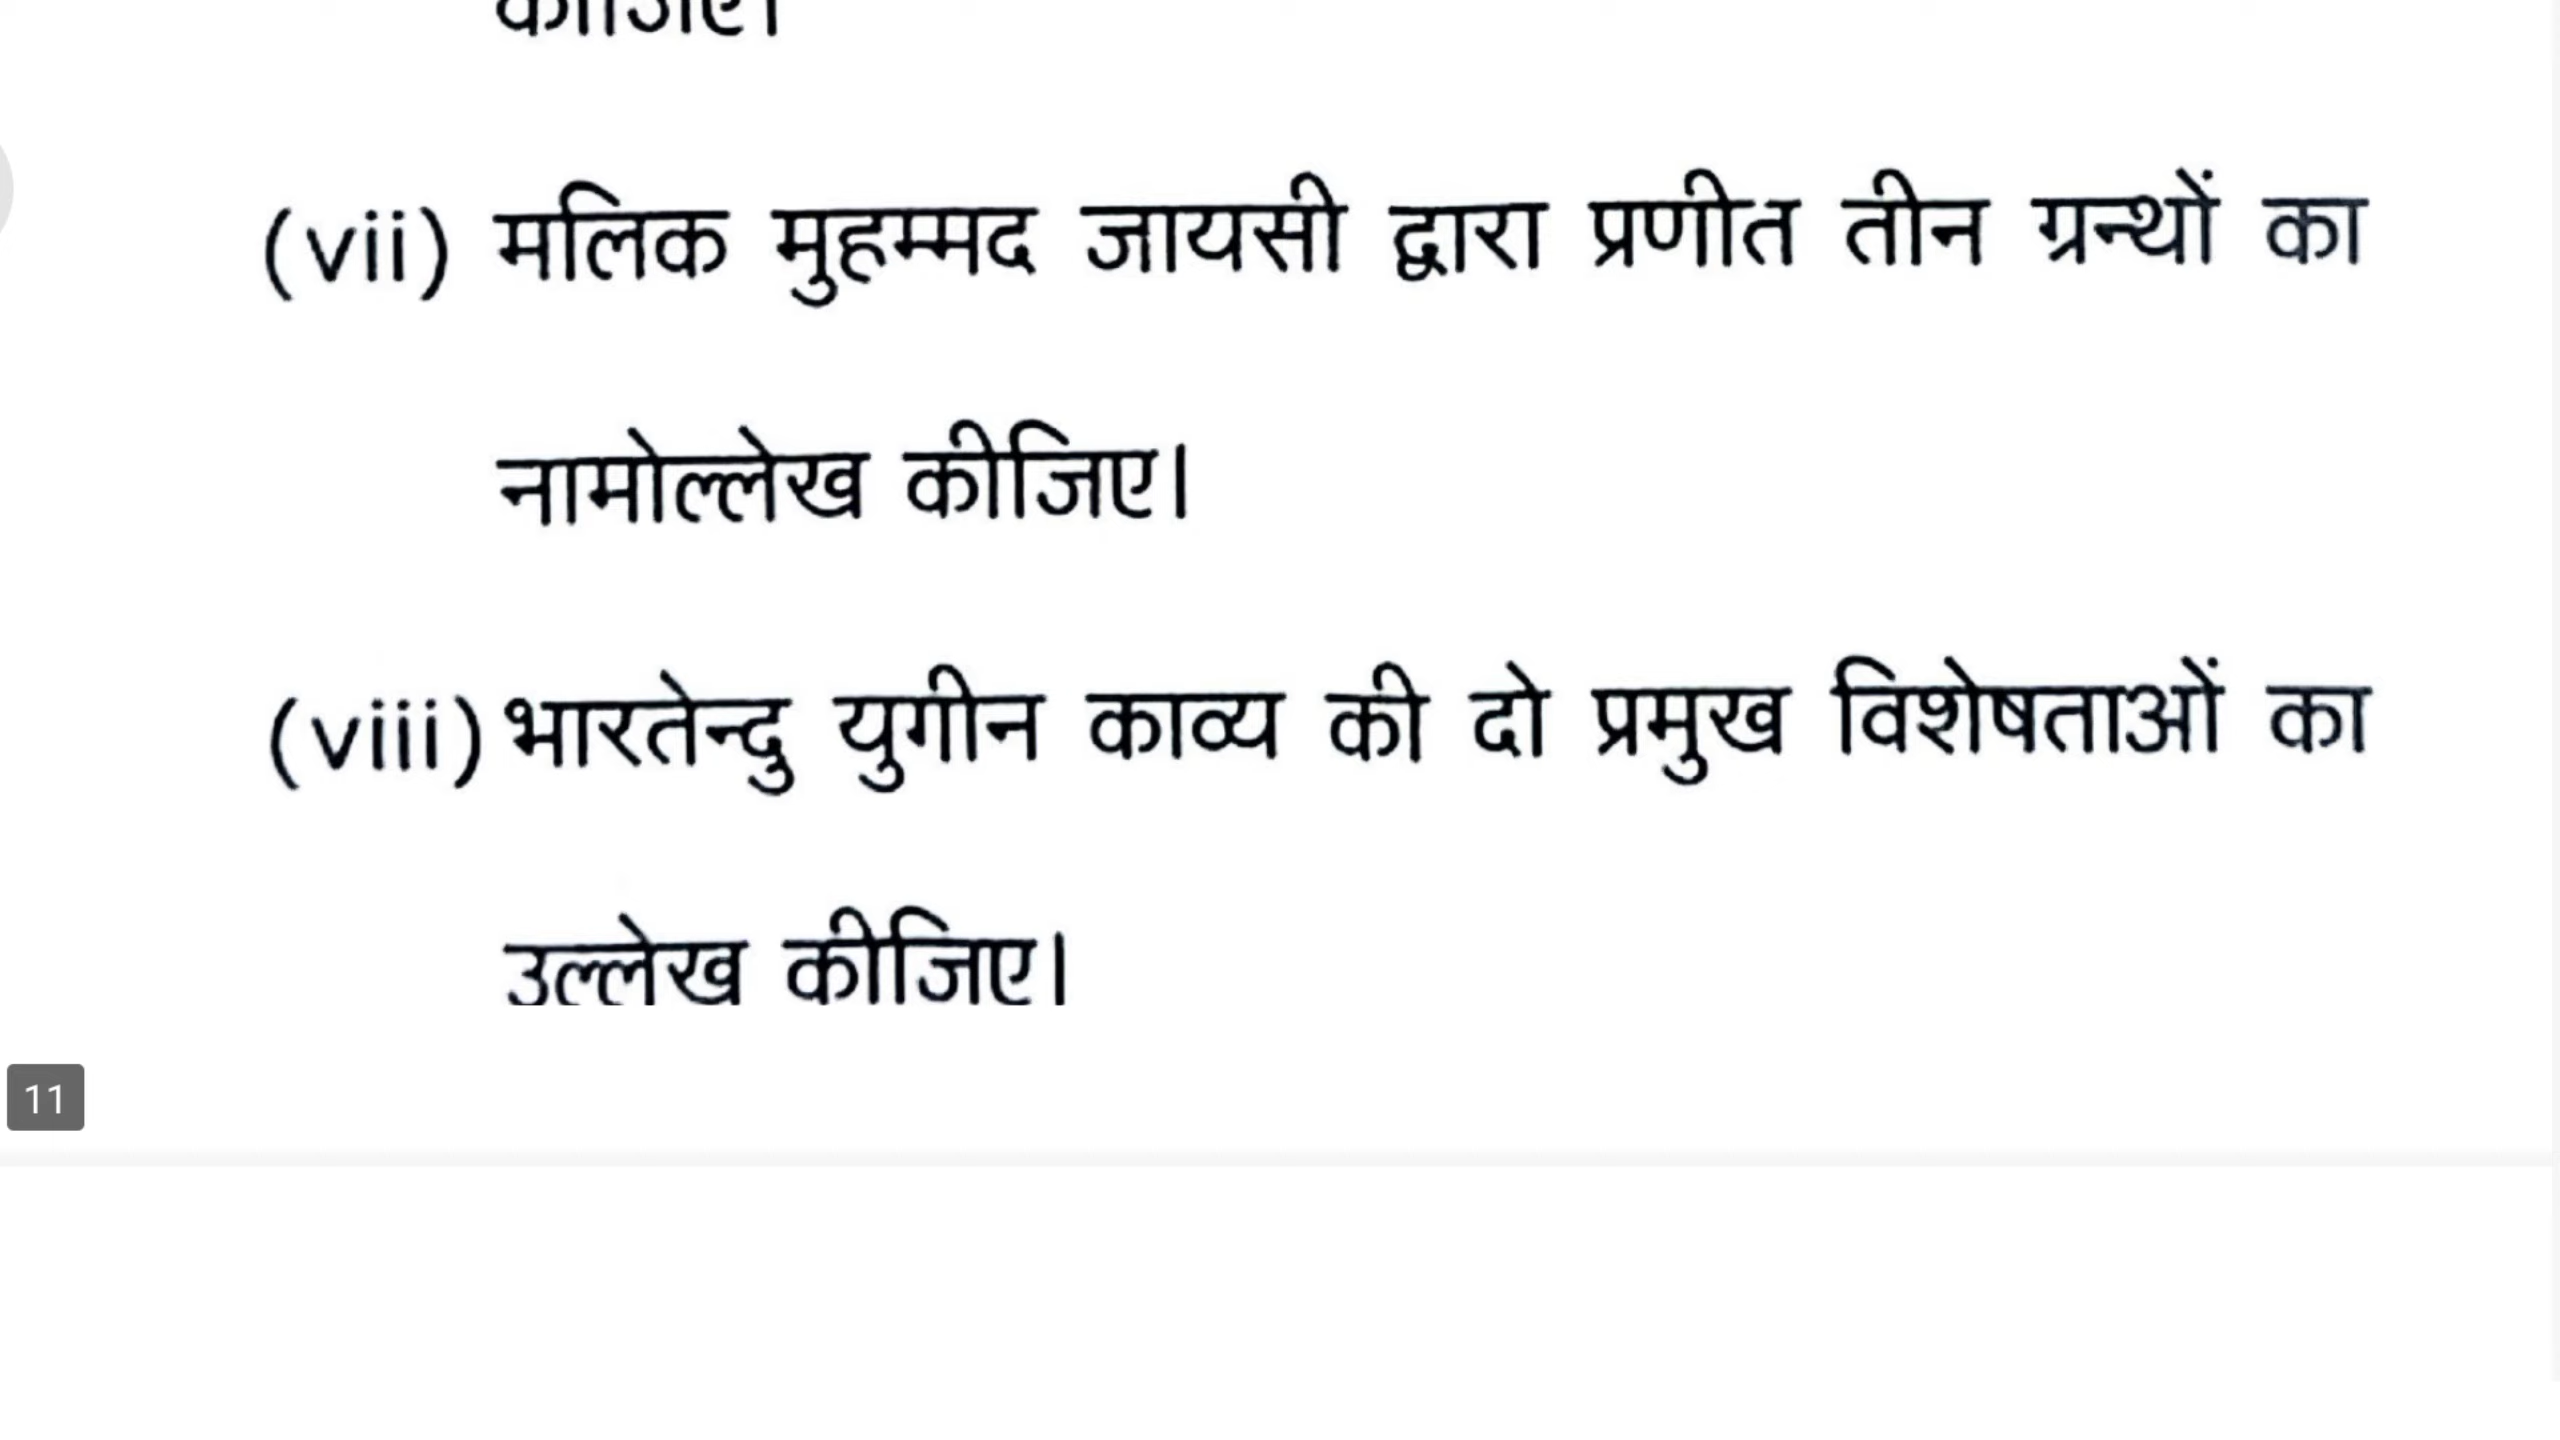 कीजिए।
(vii) मलिक मुहम्मद जायसी द्वारा प्रणीत तीन ग्रन्थों का
नामोल्लेख कीजिए।
(viii) भारतेन्दु युगीन काव्य की दो प्रमुख विशेषताओं का
उल्लेख कीजिए।
11